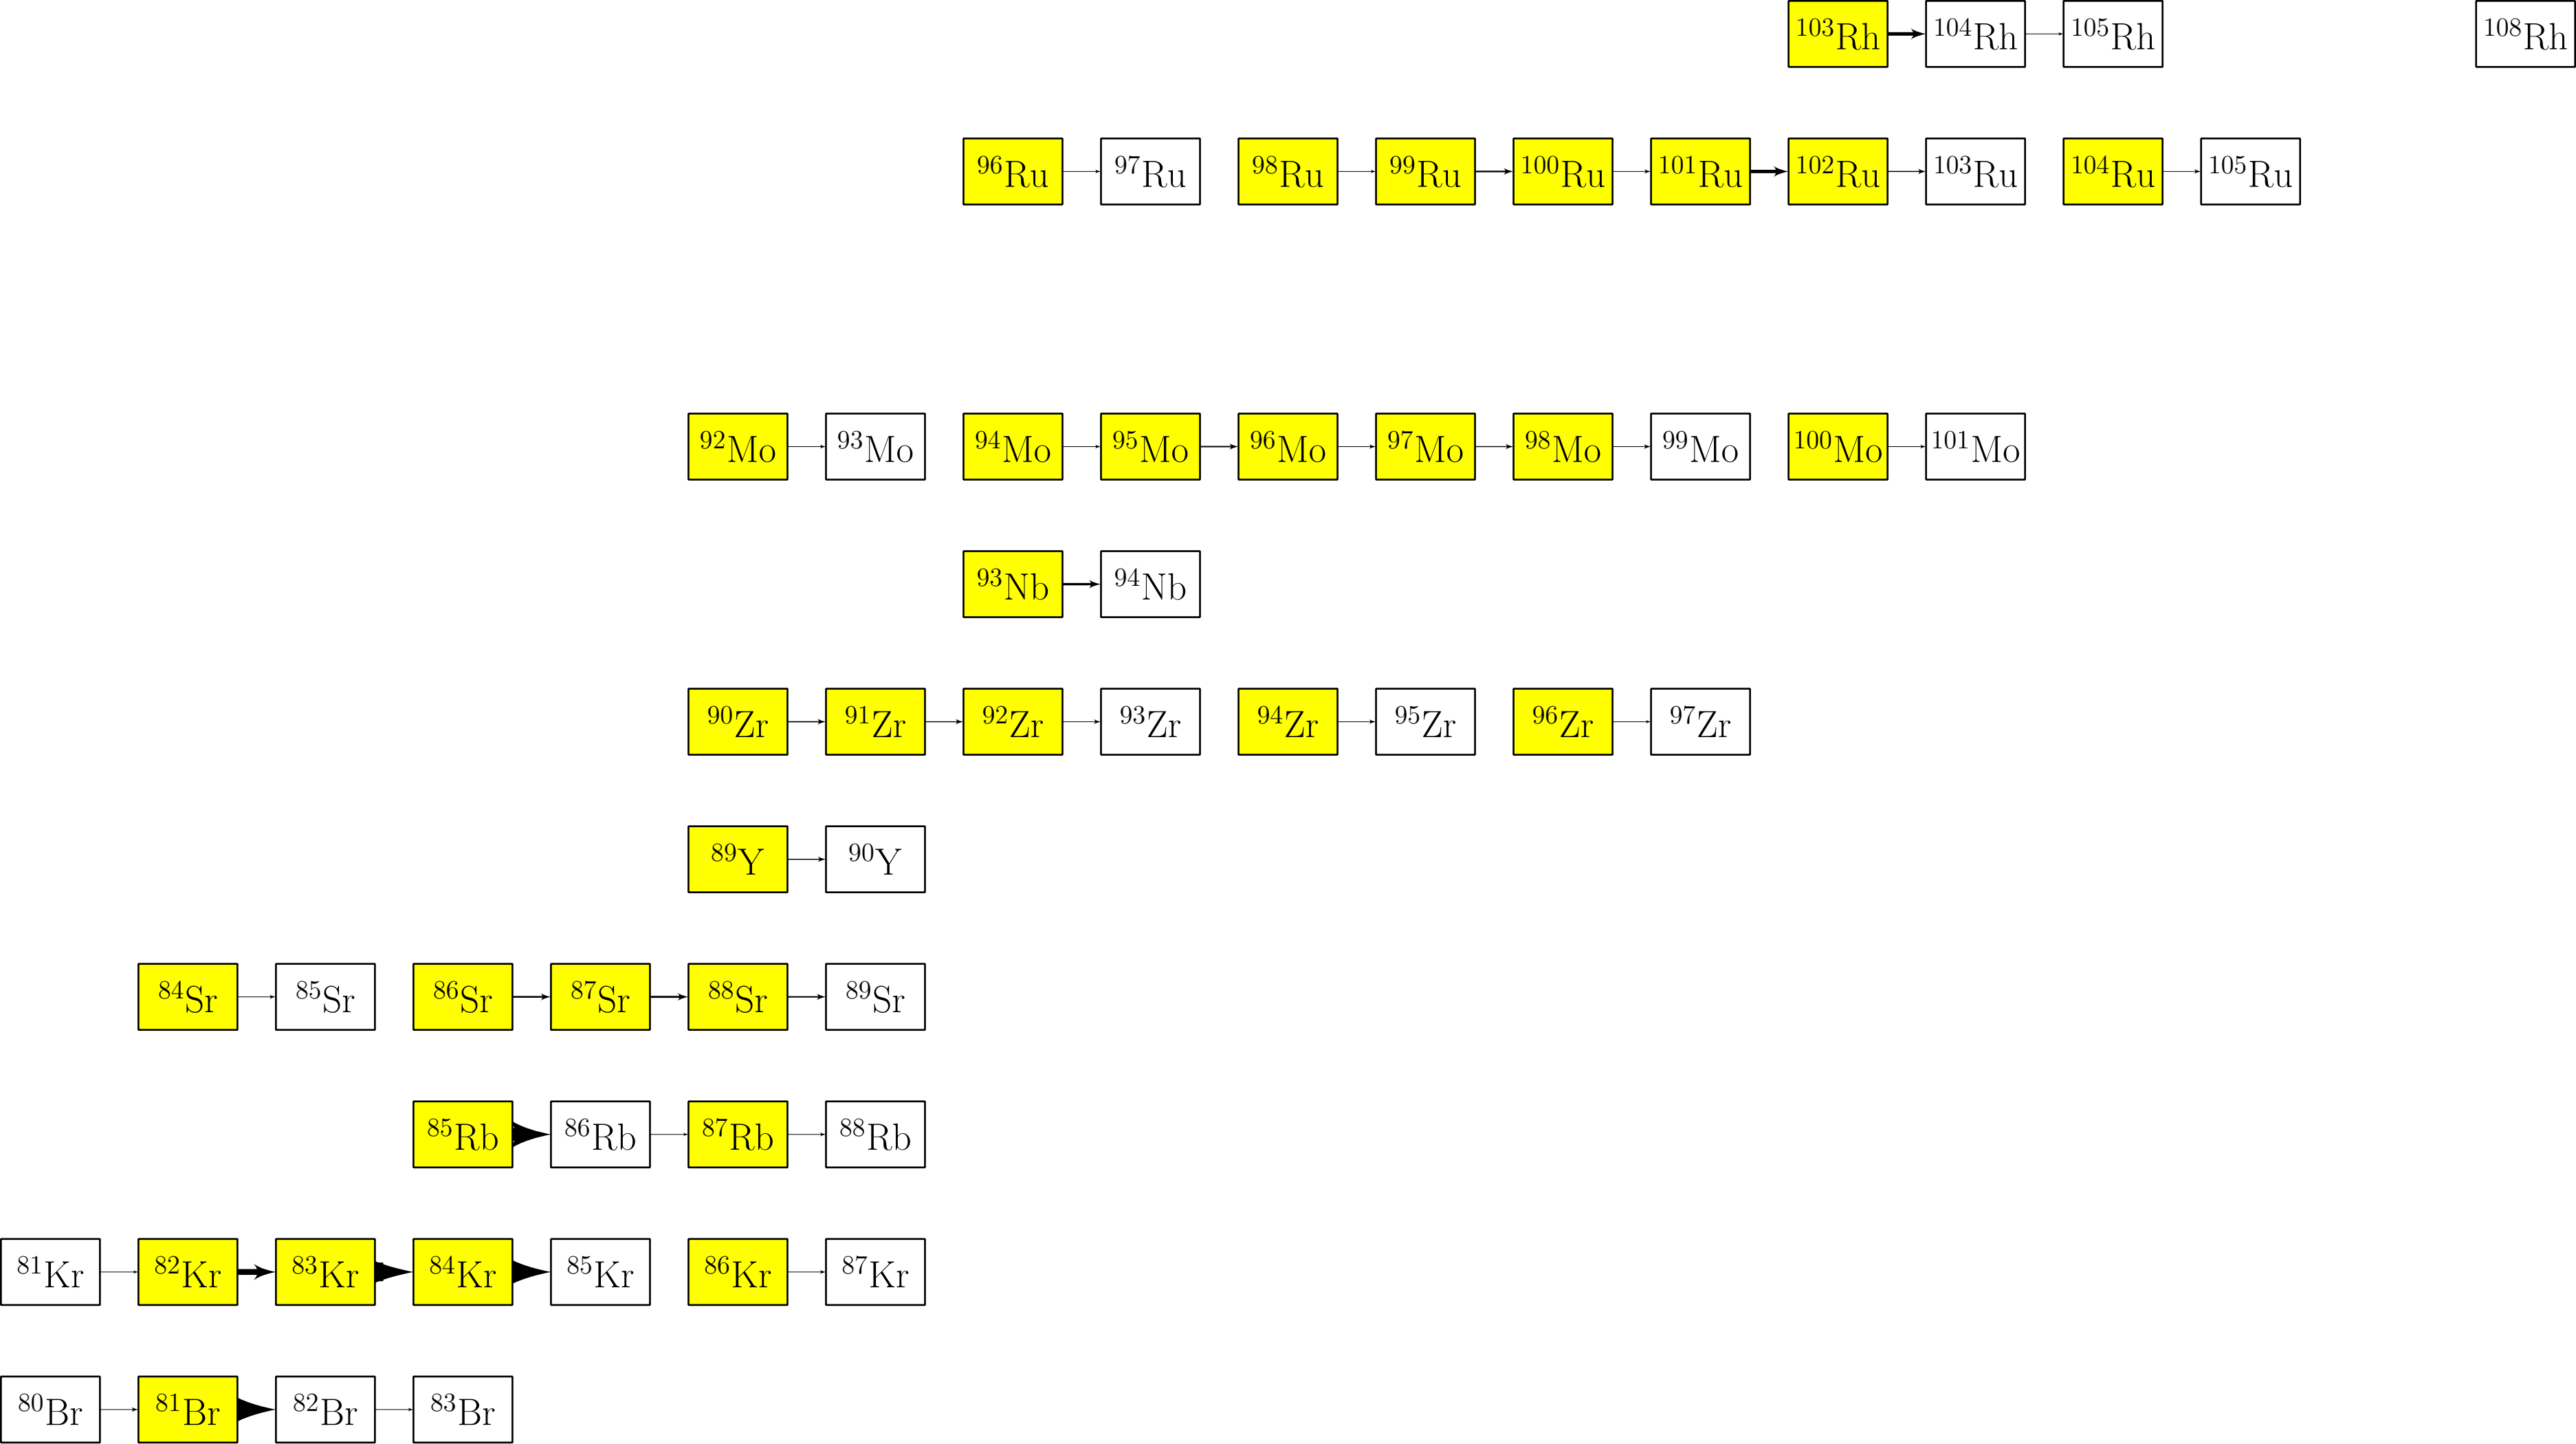 ¹⁰³Rh ¹⁰⁴Rh ¹⁰⁵Rh ¹⁰⁸Rh
⁹⁶Ru ⁹⁷Ru ⁹⁸Ru ⁹⁹Ru ¹⁰⁰Ru ¹⁰¹Ru ¹⁰²Ru ¹⁰³Ru ¹⁰⁴Ru ¹⁰⁵Ru
⁹²Mo ⁹³Mo ⁹⁴Mo ⁹⁵Mo ⁹⁶Mo ⁹⁷Mo ⁹⁸Mo ⁹⁹Mo ¹⁰⁰Mo ¹⁰¹Mo
⁹³Nb ⁹⁴Nb
⁹⁰Zr ⁹¹Zr ⁹²Zr ⁹³Zr ⁹⁴Zr ⁹⁵Zr ⁹⁶Zr ⁹⁷Zr
⁸⁹Y ⁹⁰Y
⁸⁴Sr ⁸⁵Sr ⁸⁶Sr ⁸⁷Sr ⁸⁸Sr ⁸⁹Sr
⁸⁵Rb ⁸⁶Rb ⁸⁷Rb ⁸⁸Rb
⁸¹Kr ⁸²Kr ⁸³Kr ⁸⁴Kr ⁸⁵Kr ⁸⁶Kr ⁸⁷Kr
⁸⁰Br ⁸¹Br ⁸²Br ⁸³Br